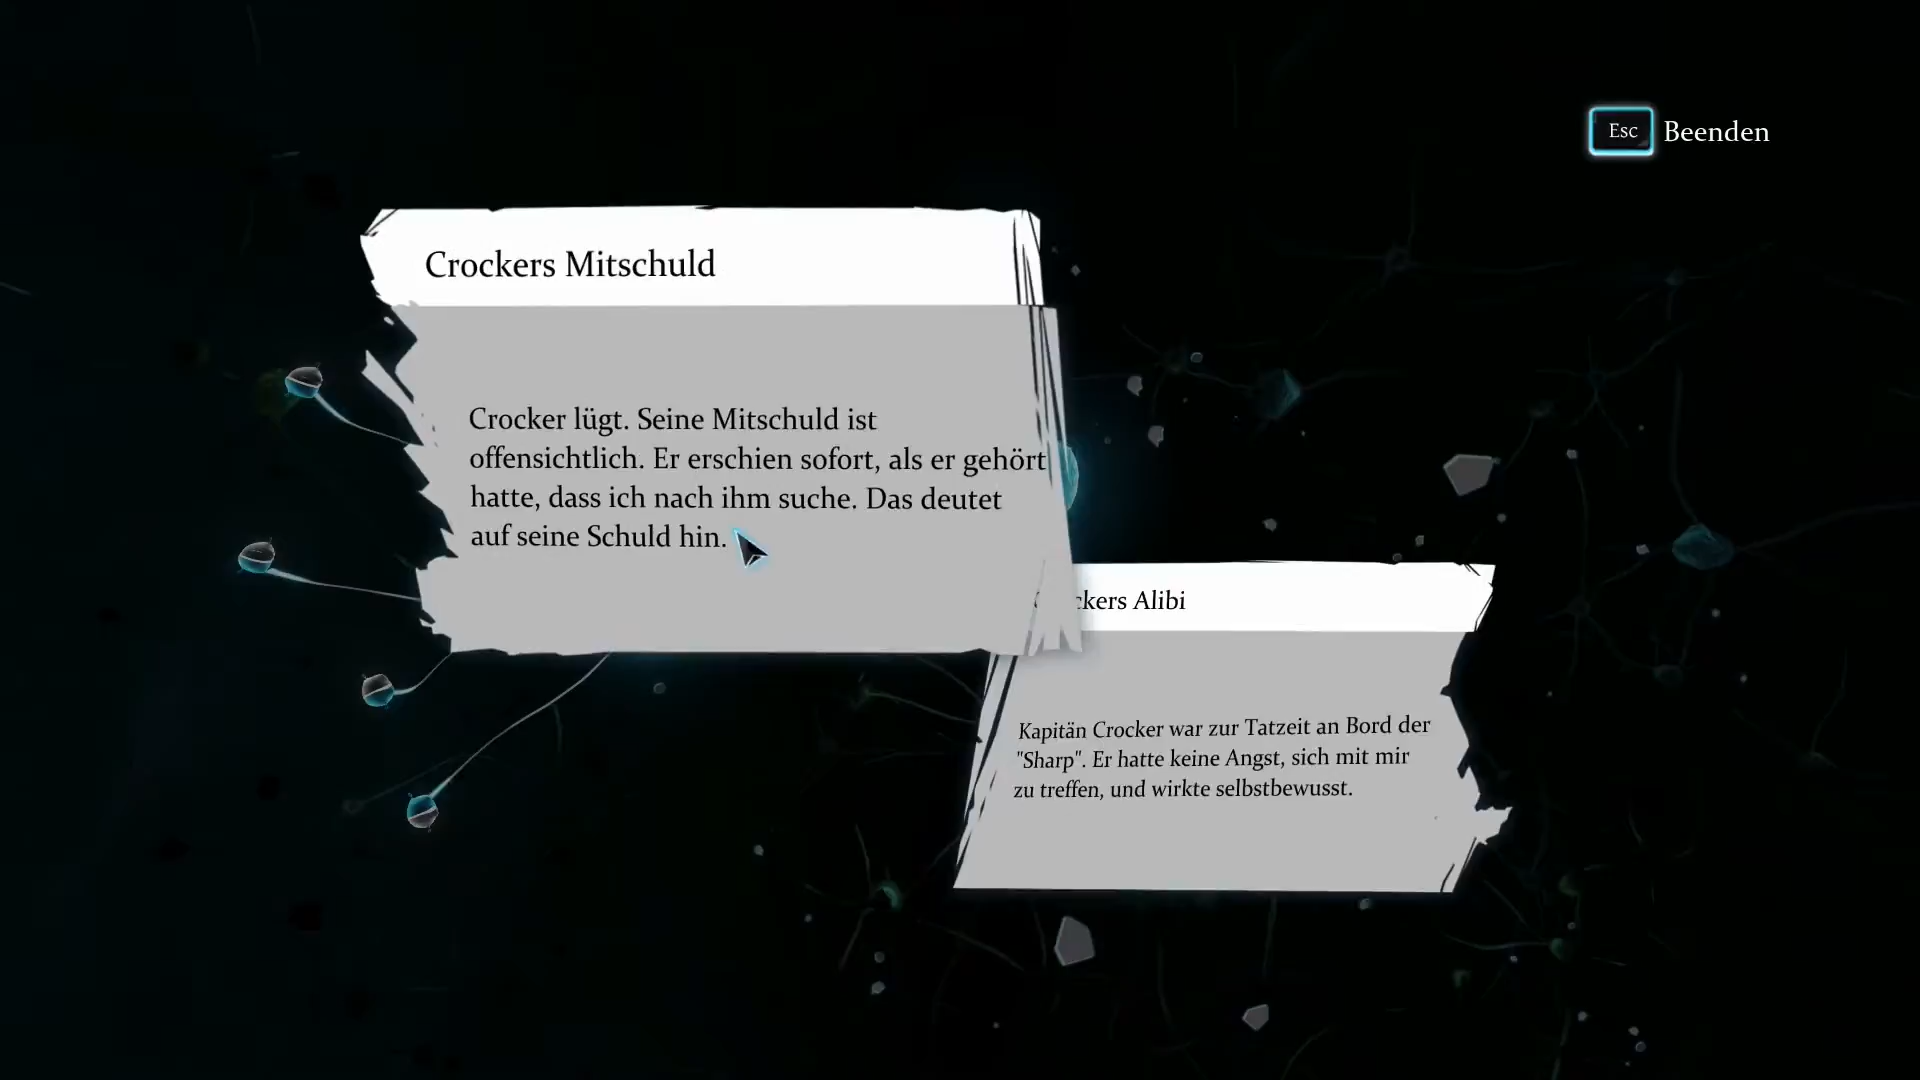 Esc Beenden
Crockers Mitschuld
Crocker lügt. Seine Mitschuld ist
offensichtlich. Er erschien sofort, als er gehört
hatte, dass ich nach ihm suche. Das deutet
auf seine Schuld hin.
ckers Alibi
Kapitän Crocker war zur Tatzeit an Bord der
"Sharp". Er hatte keine Angst, sich mit mir
zu treffen, und wirkte selbstbewusst.